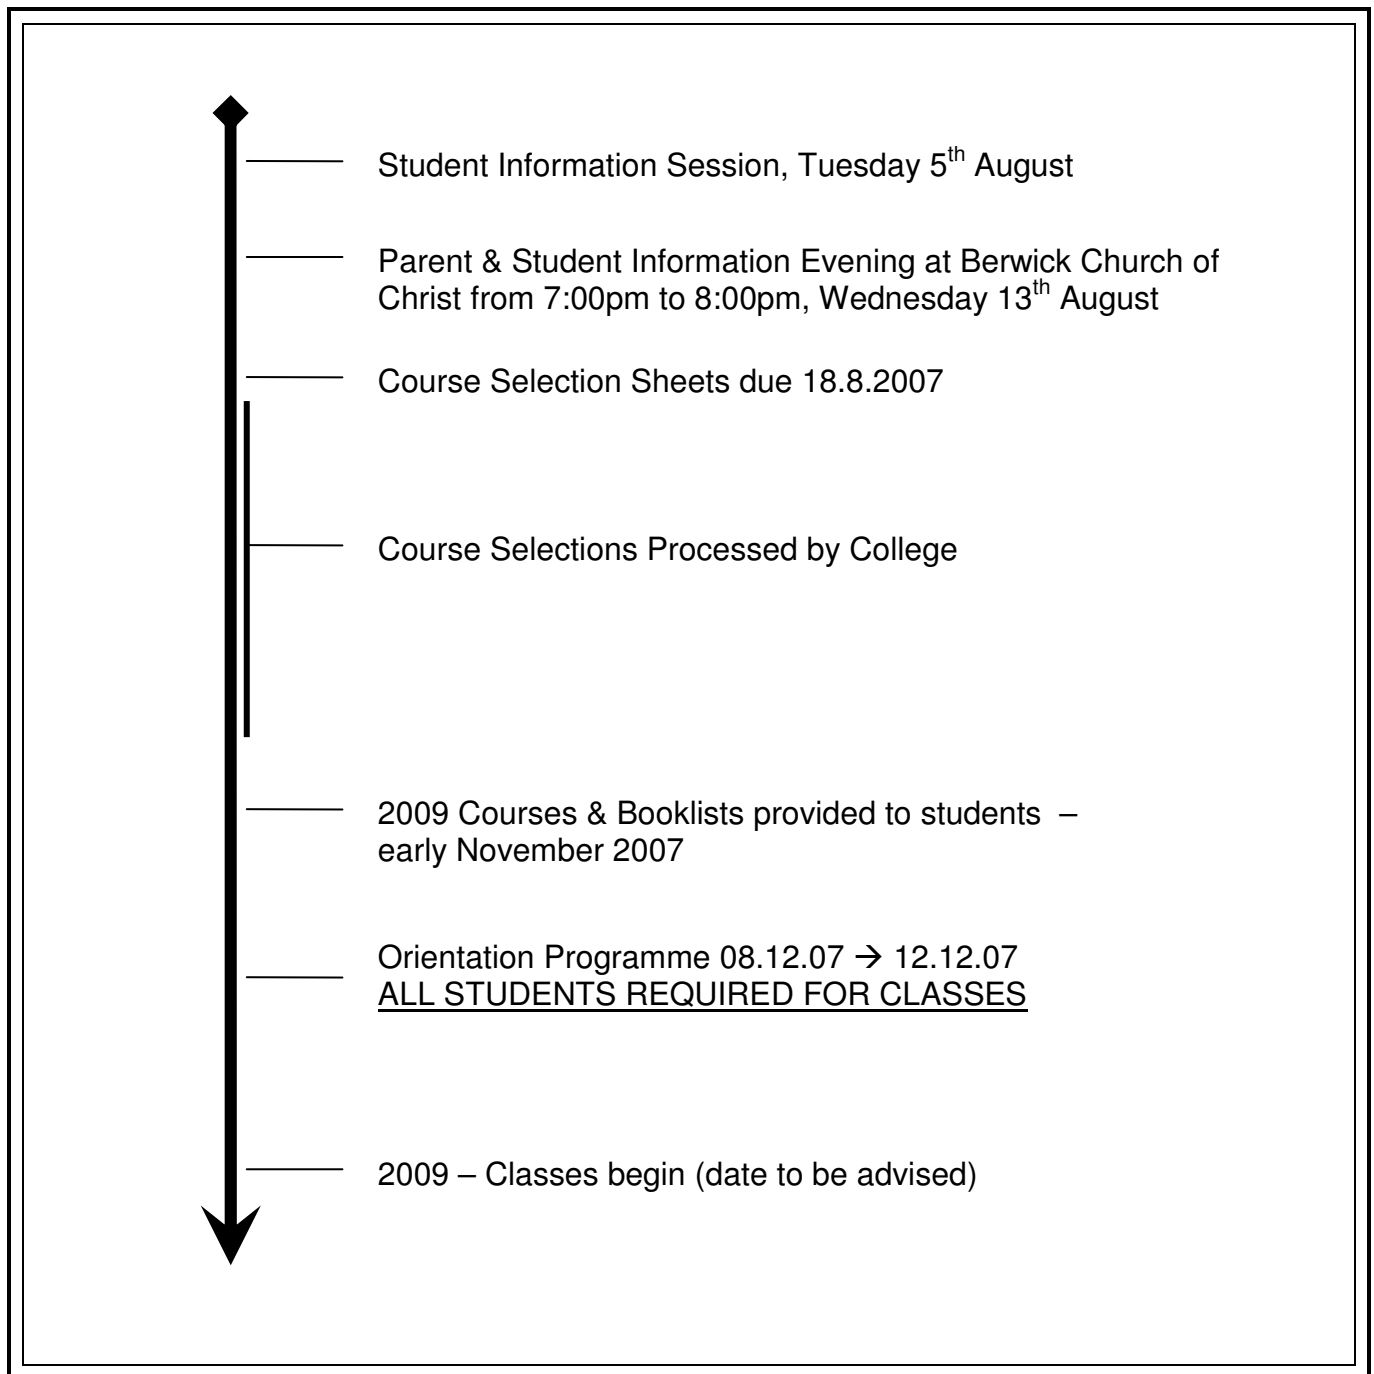 Student Information Session, Tuesday 5th August
Parent & Student Information Evening at Berwick Church of
Christ from 7:00pm to 8:00pm, Wednesday 13th August
Course Selection Sheets due 18.8.2007
Course Selections Processed by College
2009 Courses & Booklists provided to students –
early November 2007
Orientation Programme 08.12.07 → 12.12.07
ALL STUDENTS REQUIRED FOR CLASSES
2009 – Classes begin (date to be advised)